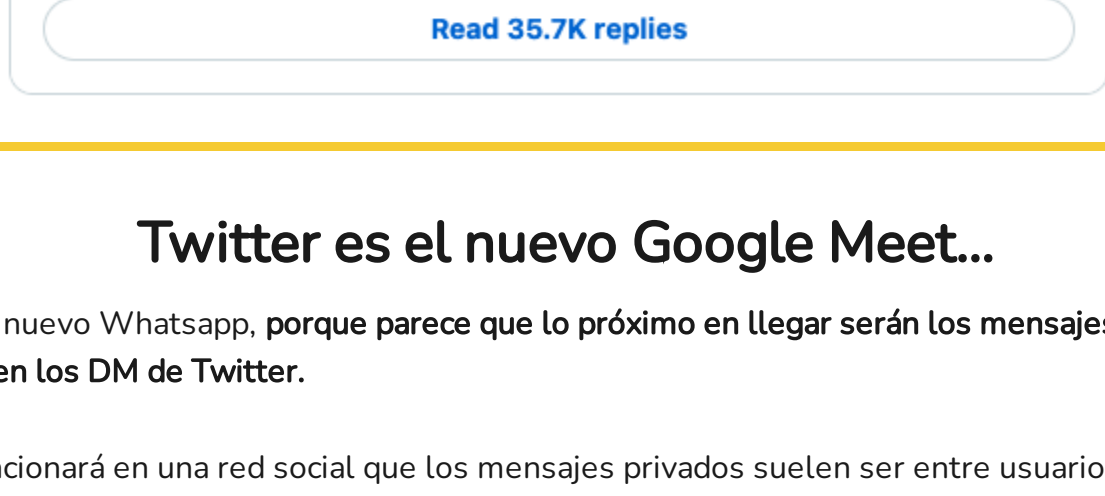 Read 35.7K replies
Twitter es el nuevo Google Meet...
nuevo Whatsapp, porque parece que lo próximo en llegar serán los mensajes
en los DM de Twitter.
en una red social que los mensajes privados suelen ser entre